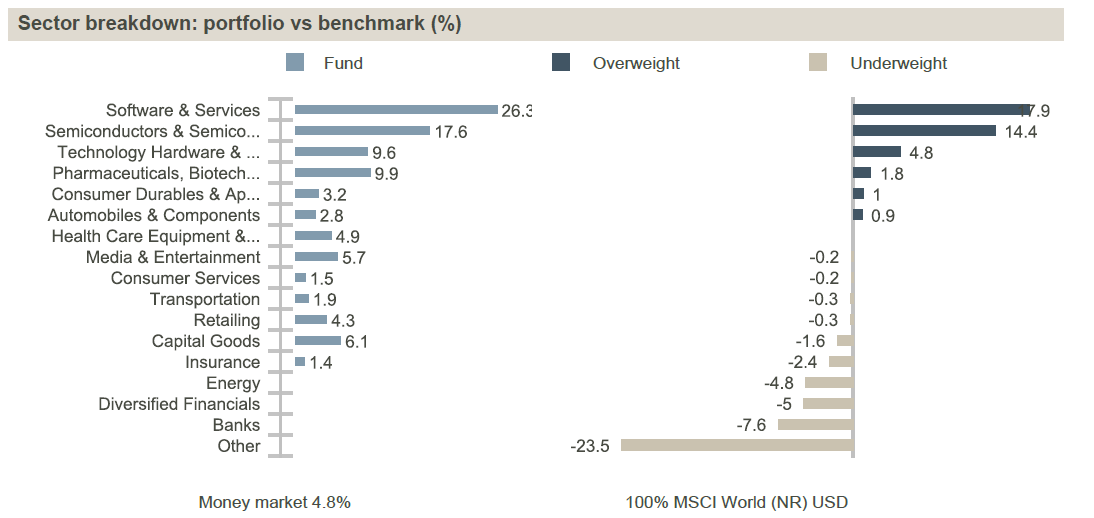 Sector breakdown: portfolio vs benchmark (%)
Fund Overweight Underweight
Software & Services 26.3 17.9
Semiconductors & Semico... 17.6 14.4
Technology Hardware & ... 9.6 4.8
Pharmaceuticals, Biotech... 9.9 1.8
Consumer Durables & Ap... 3.2 1
Automobiles & Components 2.8 0.9
Health Care Equipment &... 4.9
Media & Entertainment 5.7 -0.2
Consumer Services 1.5 -0.2
Transportation 1.9 -0.3
Retailing 4.3 -0.3
Capital Goods 6.1 -1.6
Insurance 1.4 -2.4
Energy -4.8
Diversified Financials -5
Banks -7.6
Other -23.5
Money market 4.8% 100% MSCI World (NR) USD